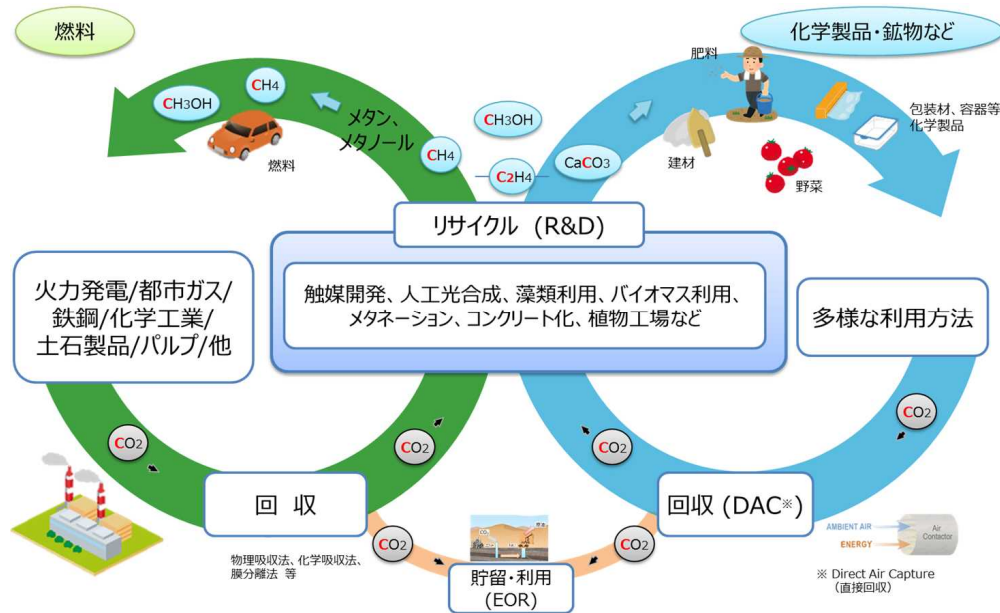 燃料
化学製品・鉱物など
肥料
CH4
CH3OH
メタン、
メタノール
燃料
CH4
CH3OH
C2H4
CaCO3
建材
野菜
包装材、容器等
化学製品
リサイクル (R&D)
触媒開発、人工光合成、藻類利用、バイオマス利用、
メタネーション、コンクリート化、植物工場など
火力発電/都市ガス/
鉄鋼/化学工業/
土石製品/パルプ/他
多様な利用方法
CO2
CO2
CO2
CO2
回 収
回収 (DAC※)
物理吸収法、化学吸収法、
膜分離法 等
CO2
CO2
貯留・利用
(EOR)
AMBIENT AIR
ENERGY
Air
Contactor
※ Direct Air Capture
(直接回収)